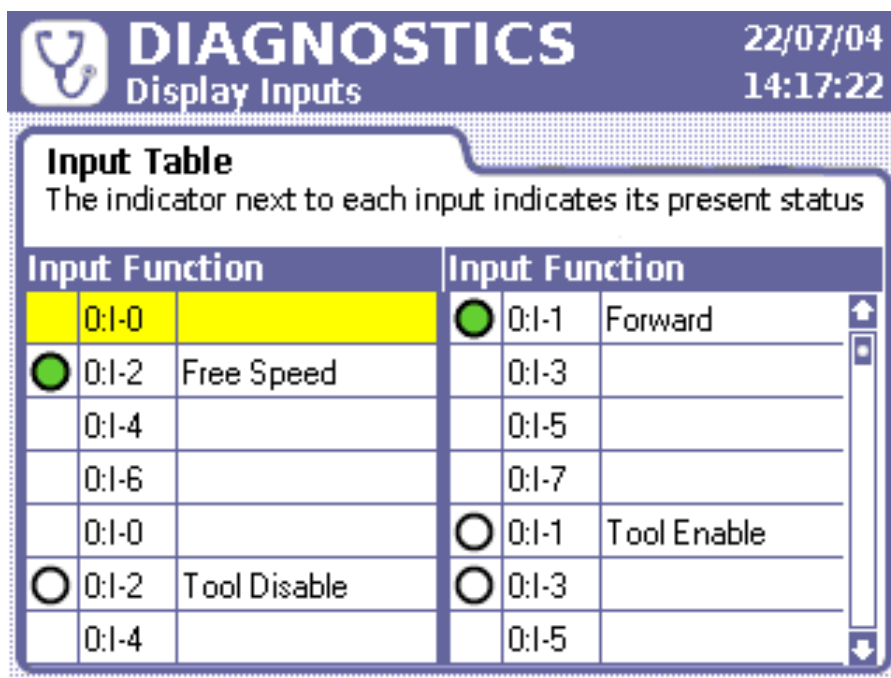 DIAGNOSTICS 22/07/04
Display Inputs 14:17:22
Input Table
The indicator next to each input indicates its present status
Input Function Input Function
0:I-0 0:I-1 Forward
0:I-2 Free Speed 0:I-3
0:I-4 0:I-5
0:I-6 0:I-7
0:I-0 0:I-1 Tool Enable
0:I-2 Tool Disable 0:I-3
0:I-4 0:I-5